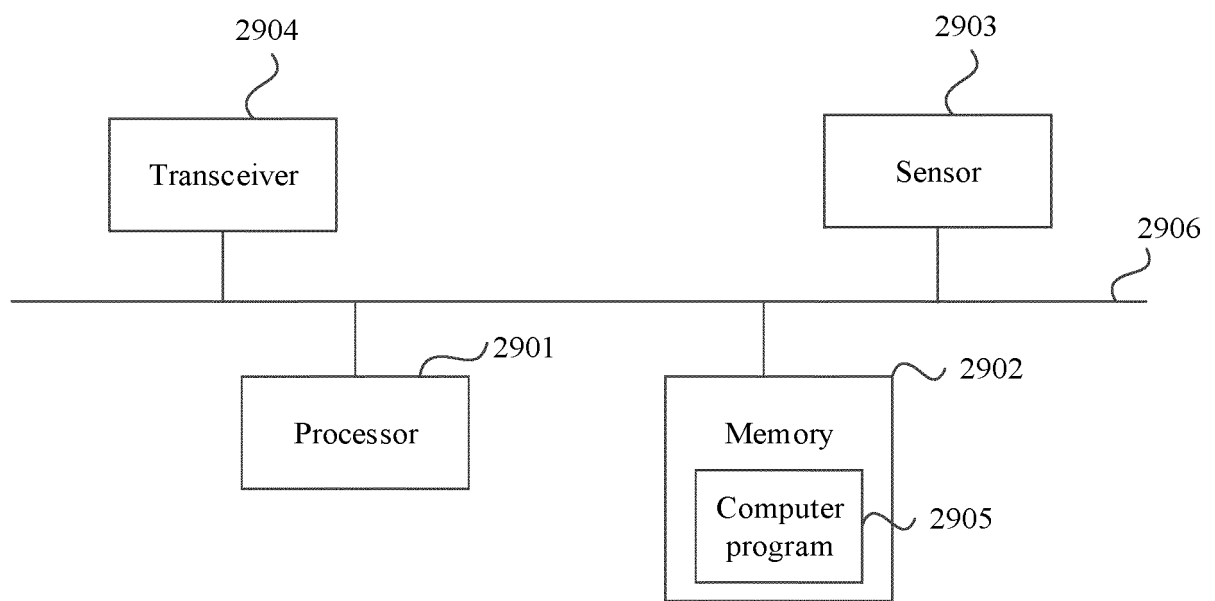 2904
2903
Transceiver
Sensor
2906
2901
2902
Processor
Memory
Computer
program
2905